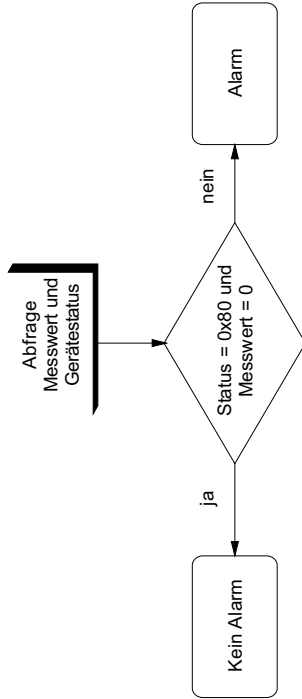 Abfrage
Messwert und
Gerätestatus
Status = 0x80 und
Messwert = 0
ja
nein
Kein Alarm
Alarm